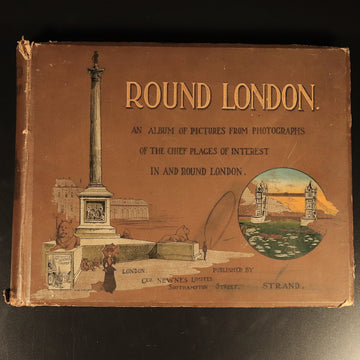 ROUND LONDON.
AN ALBUM OF PICTURES FROM PHOTOGRAPHS
OF THE CHIEF PLACES OF INTEREST
IN AND ROUND LONDON.
LONDON PUBLISHED BY
GEO NEWNES LIMITED
SOUTHAMPTON STREET, STRAND.